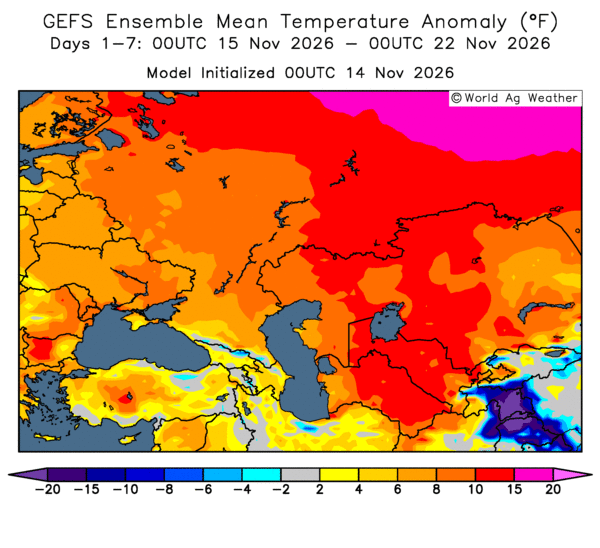 GEFS Ensemble Mean Temperature Anomaly (°F)
Days 1–7: 00UTC 15 Nov 2026 – 00UTC 22 Nov 2026
Model Initialized 00UTC 14 Nov 2026
©World Ag Weather
−20 −15 −10 −8 −6 −4 −2 2 4 6 8 10 15 20